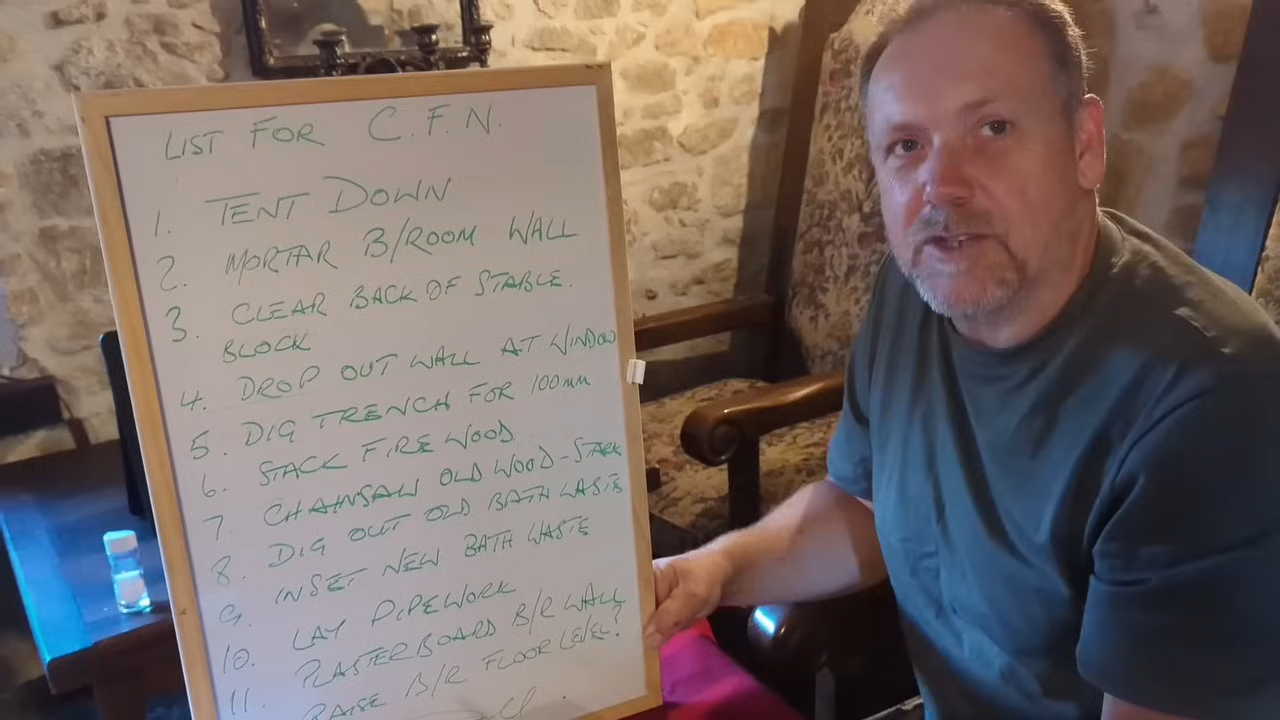 LIST FOR C.F.N.
1. TENT DOWN
2. MORTAR B/ROOM WALL
3. CLEAR BACK OF STABLE.
BLOCK
4. DROP OUT WALL AT WINDOW
5. DIG TRENCH FOR 100mm
6. STACK FIREWOOD
7 CHAINSAW OLD WOOD-STACK
8. DIG OUT OLD BATH WASTE
9. INSET NEW BATH WASTE
10. LAY PIPEWORK
11. PLASTERBOARD B/R WALL
RAISE B/R FLOOR LEVEL?